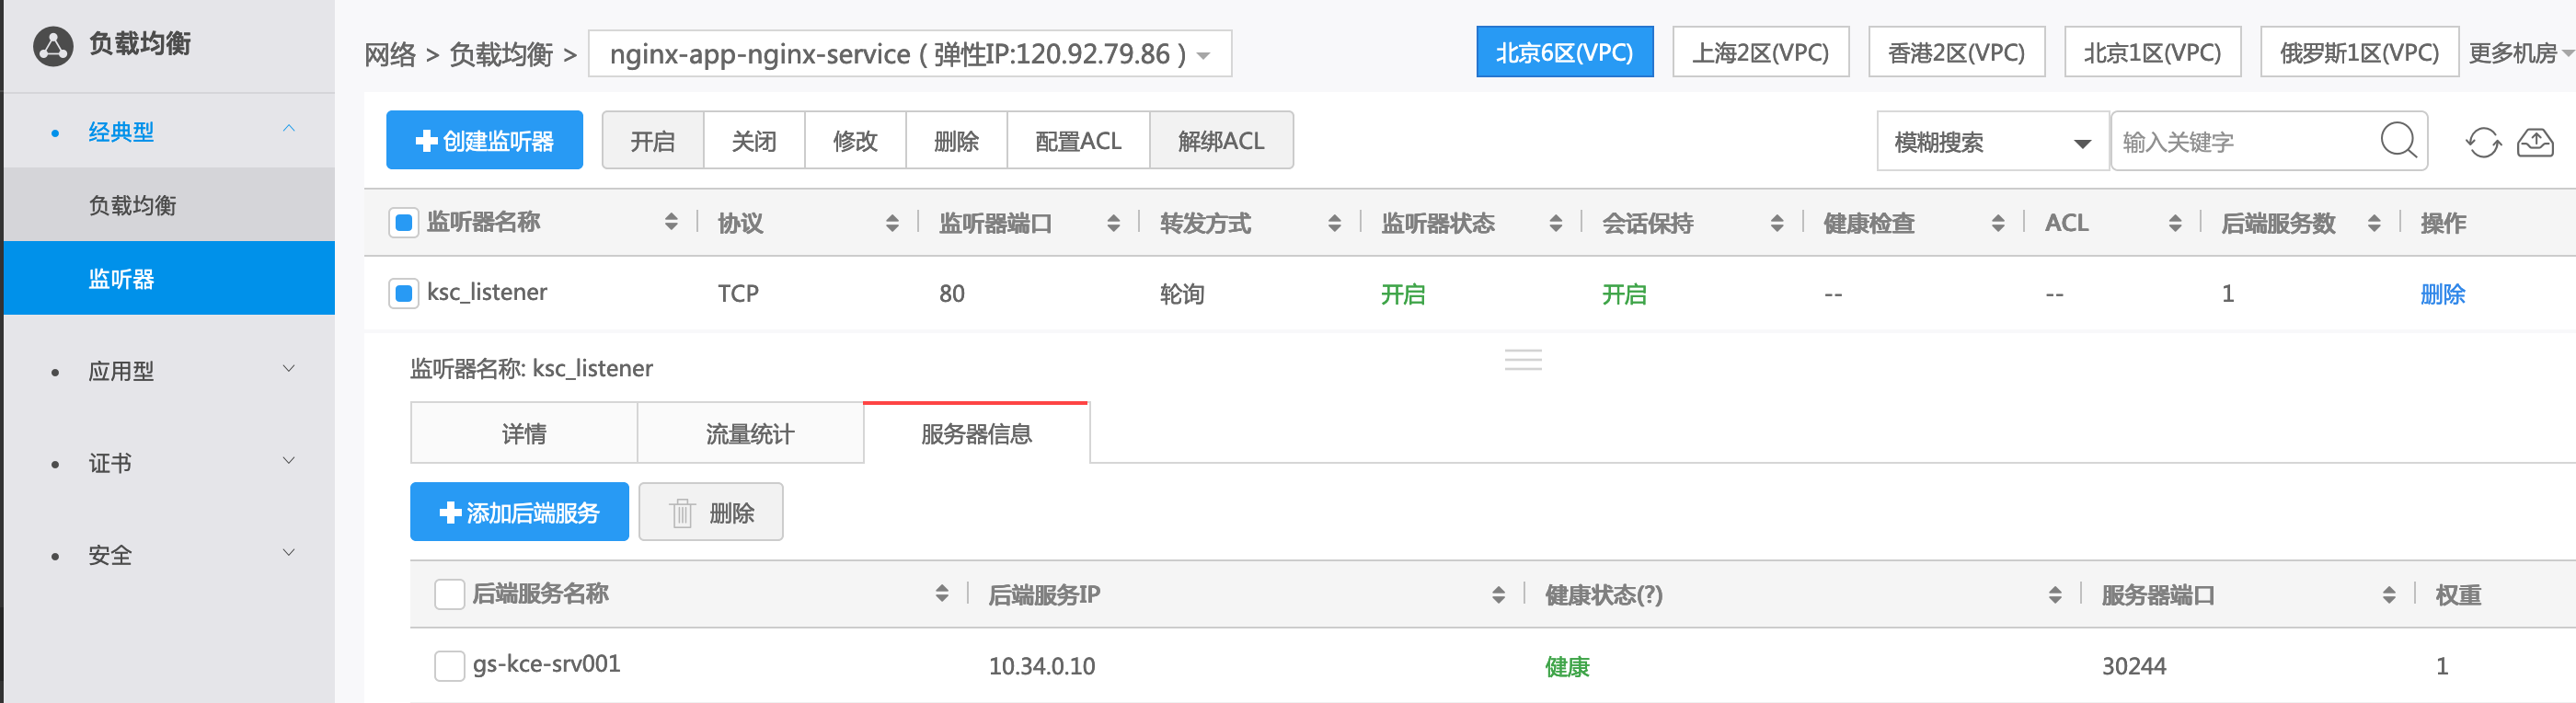 负载均衡
经典型
负载均衡
监听器
应用型
证书
安全
网络 > 负载均衡 > nginx-app-nginx-service ( 弹性IP:120.92.79.86 )
北京6区(VPC) 上海2区(VPC) 香港2区(VPC) 北京1区(VPC) 俄罗斯1区(VPC) 更多机房
创建监听器 开启 关闭 修改 删除 配置ACL 解绑ACL 模糊搜索 输入关键字
监听器名称 协议 监听器端口 转发方式 监听器状态 会话保持 健康检查 ACL 后端服务数 操作
ksc_listener TCP 80 轮询 开启 开启 -- -- 1 删除
监听器名称: ksc_listener
详情 流量统计 服务器信息
添加后端服务 删除
后端服务名称 后端服务IP 健康状态(?) 服务器端口 权重
gs-kce-srv001 10.34.0.10 健康 30244 1